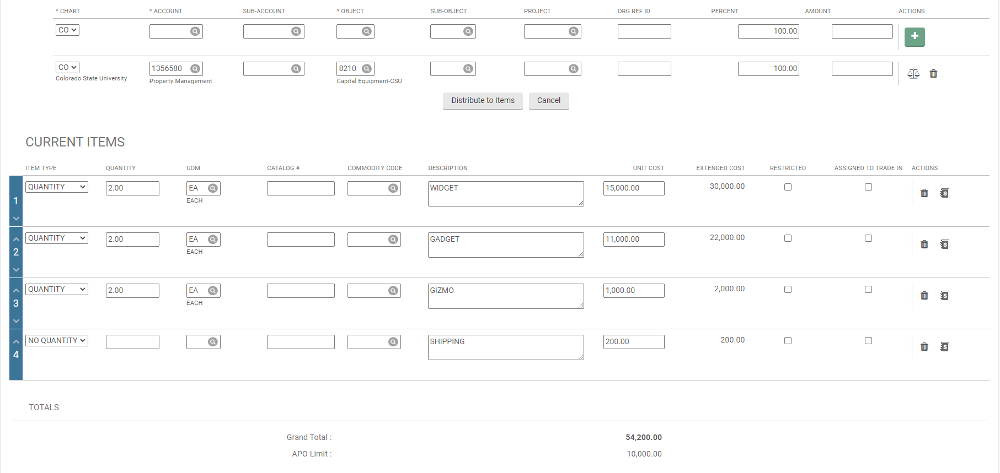 * CHART * ACCOUNT SUB-ACCOUNT * OBJECT SUB-OBJECT PROJECT ORG REF ID PERCENT AMOUNT ACTIONS
CO 100.00
CO 1356580 8210 100.00
Colorado State University Property Management Capital Equipment-CSU
Distribute to Items Cancel
CURRENT ITEMS
ITEM TYPE QUANTITY UOM CATALOG # COMMODITY CODE DESCRIPTION UNIT COST EXTENDED COST RESTRICTED ASSIGNED TO TRADE IN ACTIONS
1 QUANTITY 2.00 EA WIDGET 15,000.00 30,000.00
EACH
2 QUANTITY 2.00 EA GADGET 11,000.00 22,000.00
EACH
3 QUANTITY 2.00 EA GIZMO 1,000.00 2,000.00
EACH
4 NO QUANTITY SHIPPING 200.00 200.00
TOTALS
Grand Total : 54,200.00
APO Limit : 10,000.00